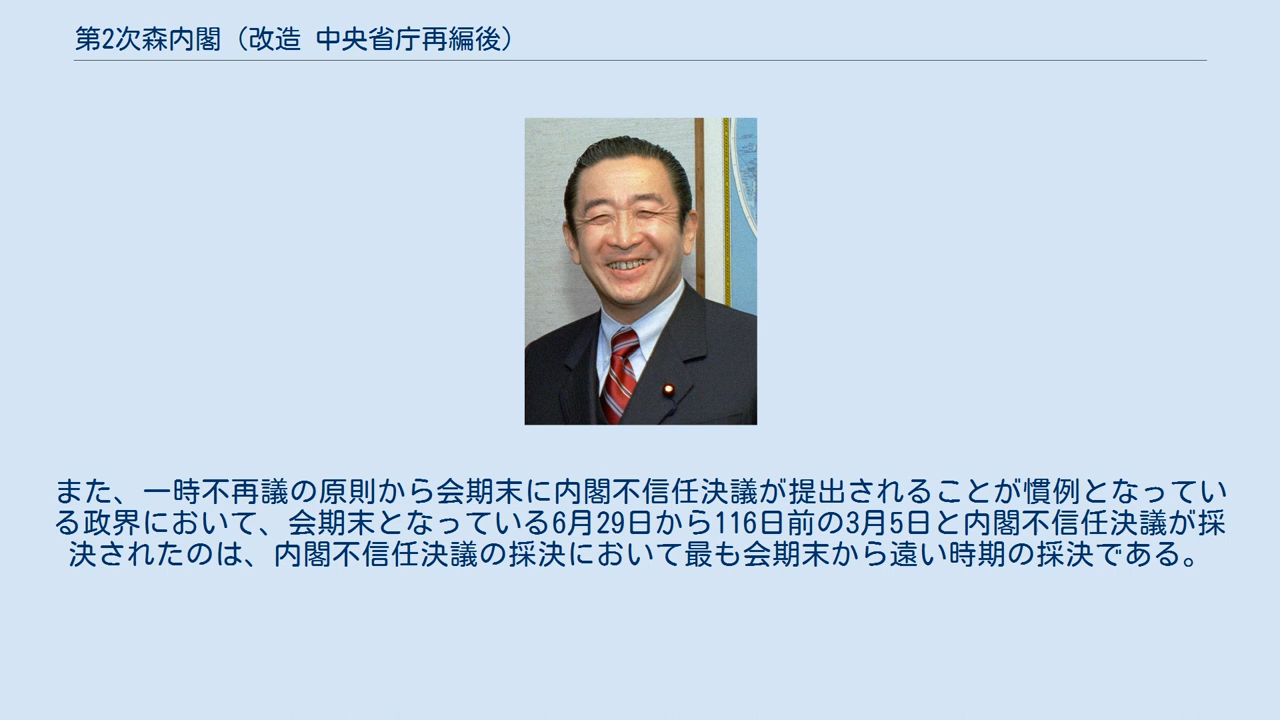 第2次森内閣（改造 中央省庁再編後）
また、一時不再議の原則から会期末に内閣不信任決議が提出されることが慣例となってい
る政界において、会期末となっている6月29日から116日前の3月5日と内閣不信任決議が採
決されたのは、内閣不信任決議の採決において最も会期末から遠い時期の採決である。